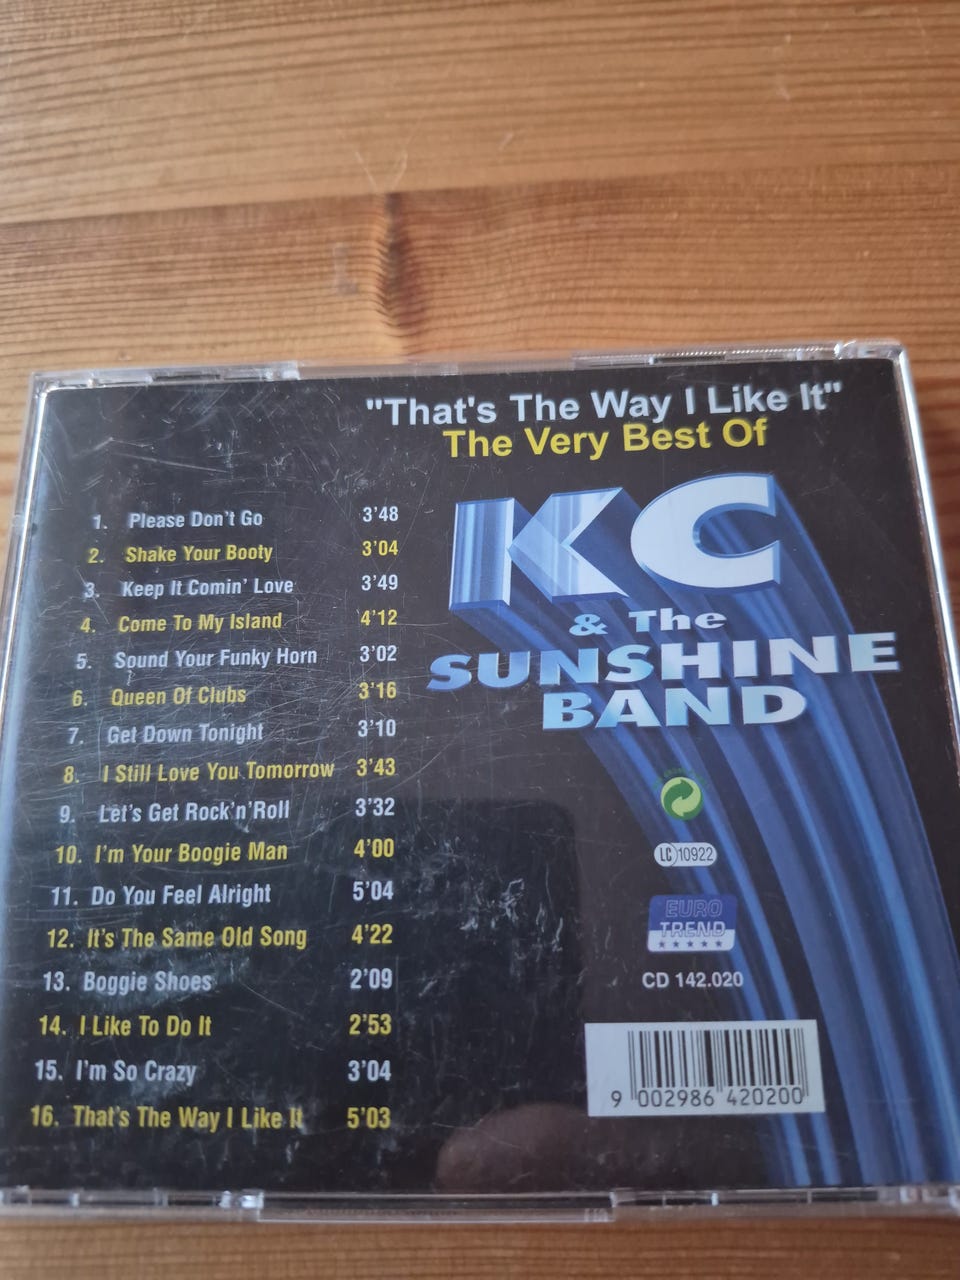 "That's The Way I Like It"
The Very Best Of
KC
& The
SUNSHINE
BAND
1. Please Don't Go 3'48
2. Shake Your Booty 3'04
3. Keep It Comin' Love 3'49
4. Come To My Island 4'12
5. Sound Your Funky Horn 3'02
6. Queen Of Clubs 3'16
7. Get Down Tonight 3'10
8. I Still Love You Tomorrow 3'43
9. Let's Get Rock'n'Roll 3'32
10. I'm Your Boogie Man 4'00
11. Do You Feel Alright 5'04
12. It's The Same Old Song 4'22
13. Boggie Shoes 2'09
14. I Like To Do It 2'53
15. I'm So Crazy 3'04
16. That's The Way I Like It 5'03
LC 10922
EURO
TREND
CD 142.020
9 002986 420200